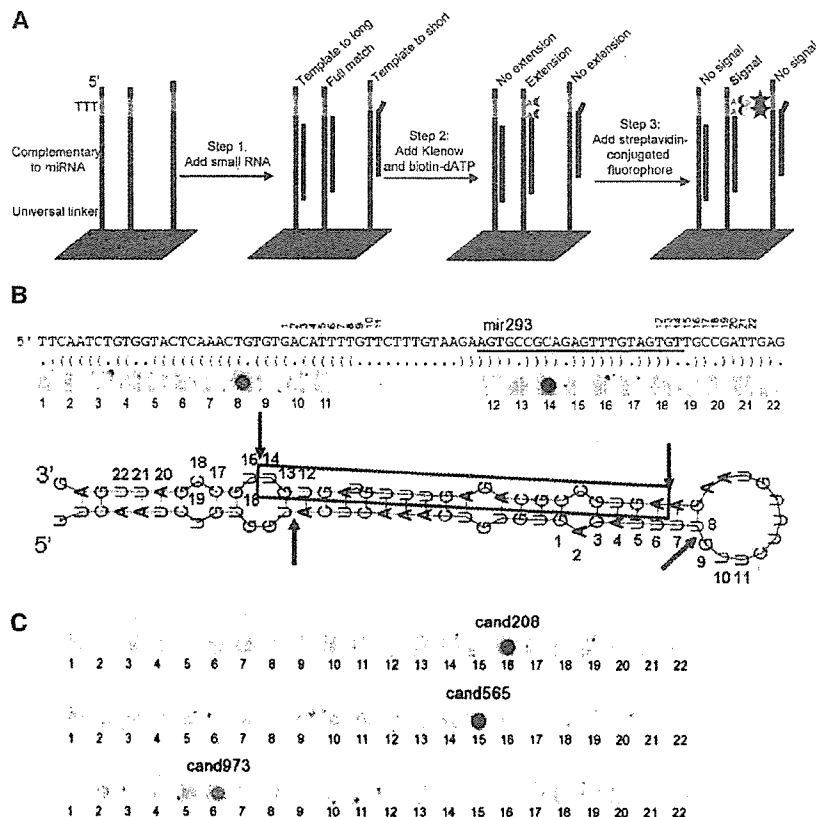 A
5'
TTT
Complementary
to miRNA
Universal linker
Step 1.
Add small RNA
Template to long
Full match
Template to short
Step 2:
Add Klenow
and biotin-dATP
No extension
Extension
No extension
Step 3:
Add streptavidin-
conjugated
fluorophore
No signal
Signal
No signal
B
mir293
5' TTCAATCTGTGGTACTCAAACTGTGTGACATTTTGTTCTTTGTAAGAAGTGCCGCAGAGTTTGTAGTGTTGCCGATTGAG
1 2 3 4 5 6 7 8 9 10 11
12 13 14 15 16 17 18 19 20 21 22
3'
5'
22 21 20 18 17 15 14 13 12
19 16
1 2 3 4 5 6 7 8 9 10 11
C
cand208
1 2 3 4 5 6 7 8 9 10 11 12 13 14 15 16 17 18 19 20 21 22
cand565
1 2 3 4 5 6 7 8 9 10 11 12 13 14 15 16 17 18 19 20 21 22
cand973
1 2 3 4 5 6 7 8 9 10 11 12 13 14 15 16 17 18 19 20 21 22